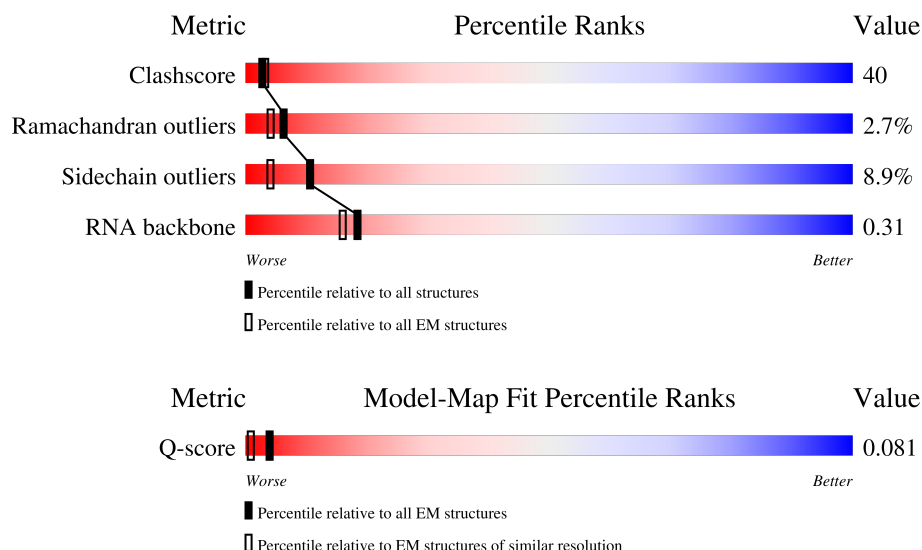 Metric Percentile Ranks Value
Clashscore 40
Ramachandran outliers 2.7%
Sidechain outliers 8.9%
RNA backbone 0.31
Worse Better
Percentile relative to all structures
Percentile relative to all EM structures
Metric Model-Map Fit Percentile Ranks Value
Q-score 0.081
Worse Better
Percentile relative to all EM structures
Percentile relative to EM structures of similar resolution